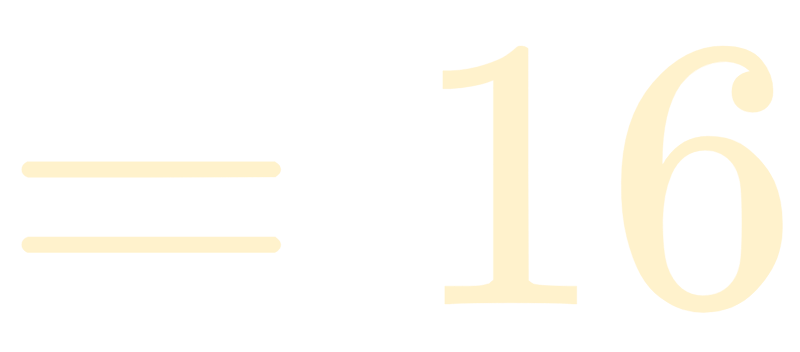 = 16